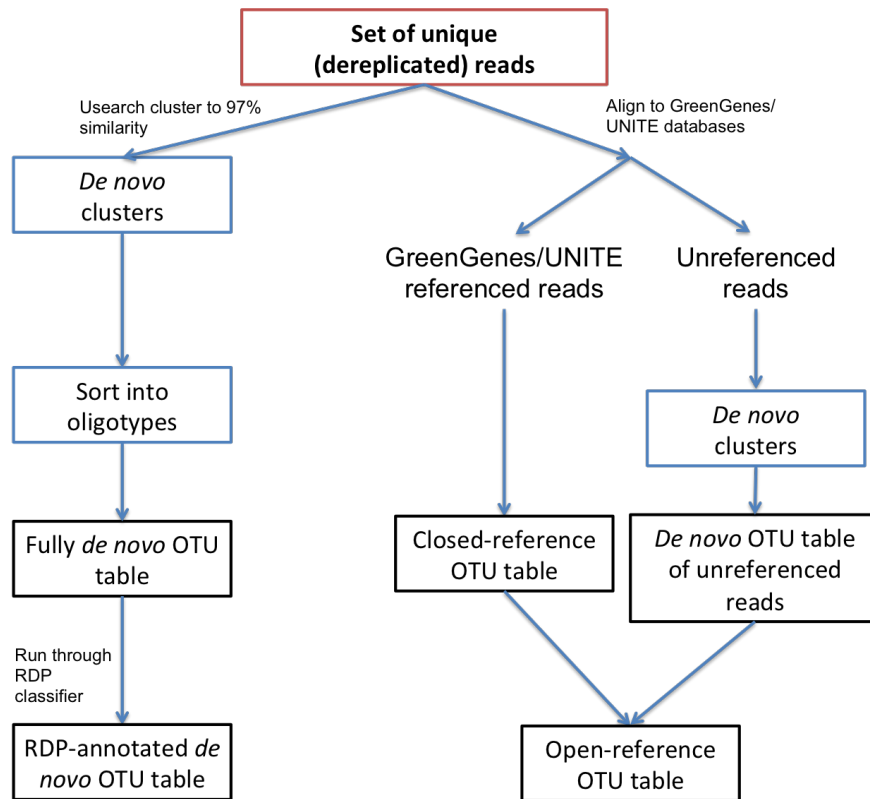 Set of unique
(dereplicated) reads
Usearch cluster to 97%
similarity
Align to GreenGenes/
UNITE databases
De novo
clusters
GreenGenes/UNITE
referenced reads
Unreferenced
reads
Sort into
oligotypes
De novo
clusters
Fully de novo OTU
table
Closed-reference
OTU table
De novo OTU table
of unreferenced
reads
Run through
RDP
classifier
RDP-annotated de
novo OTU table
Open-reference
OTU table